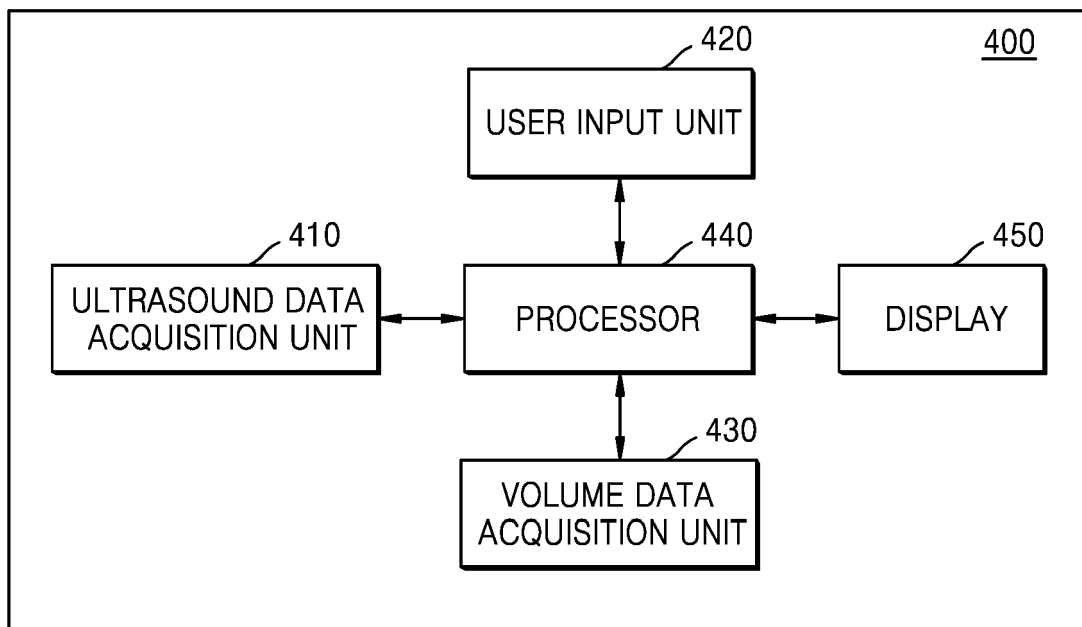 400
420
USER INPUT UNIT
410
ULTRASOUND DATA
ACQUISITION UNIT
440
PROCESSOR
450
DISPLAY
430
VOLUME DATA
ACQUISITION UNIT